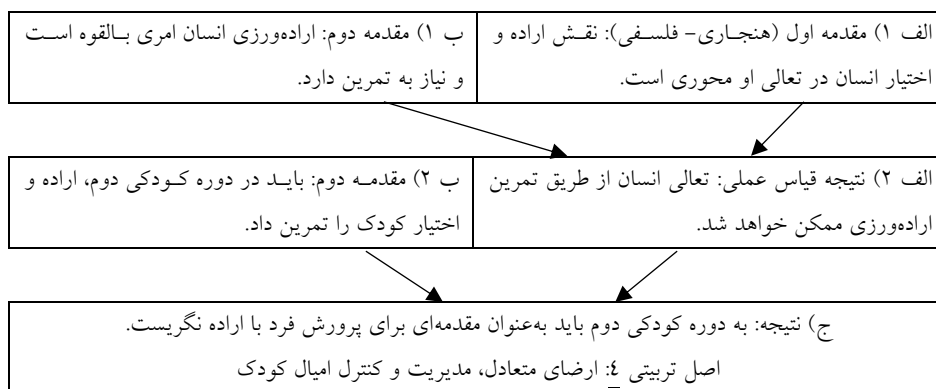 الف ۱) مقدمه اول (هنجاری- فلسفی): نقش اراده و
اختیار انسان در تعالی او محوری است.
ب ۱) مقدمه دوم: اراده‌ورزی انسان امری بالقوه است
و نیاز به تمرین دارد.
الف ۲) نتیجه قیاس عملی: تعالی انسان از طریق تمرین
اراده‌ورزی ممکن خواهد شد.
ب ۲) مقدمه دوم: باید در دوره کودکی دوم، اراده و
اختیار کودک را تمرین داد.
ج) نتیجه: به دوره کودکی دوم باید به‌عنوان مقدمه‌ای برای پرورش فرد با اراده نگریست.
اصل تربیتی ٤: ارضای متعادل، مدیریت و کنترل امیال کودک